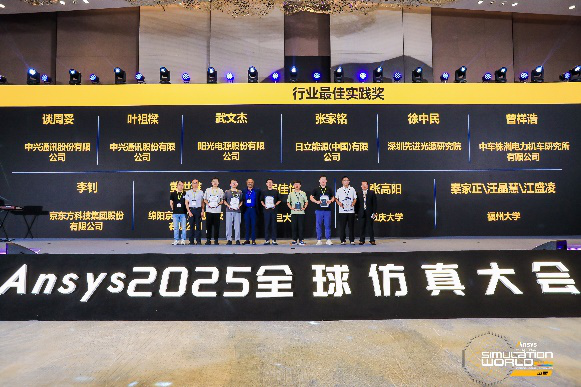 行业最佳实践奖
谈周雯 叶祖樑 武文杰 张家铭 徐中民 曾祥浩
中兴通讯股份有限公司 中兴通讯股份有限公司 阳光电源股份有限公司 日立能源(中国)有限公司 深圳先进光源研究院 中车株洲电力机车研究所有限公司
李钊 张高阳 辜家正\汪晶慧\江盛凌
京东方科技集团股份有限公司 福州大学
Ansys2025全球仿真大会
Ansys
SIMULATION
WORLD